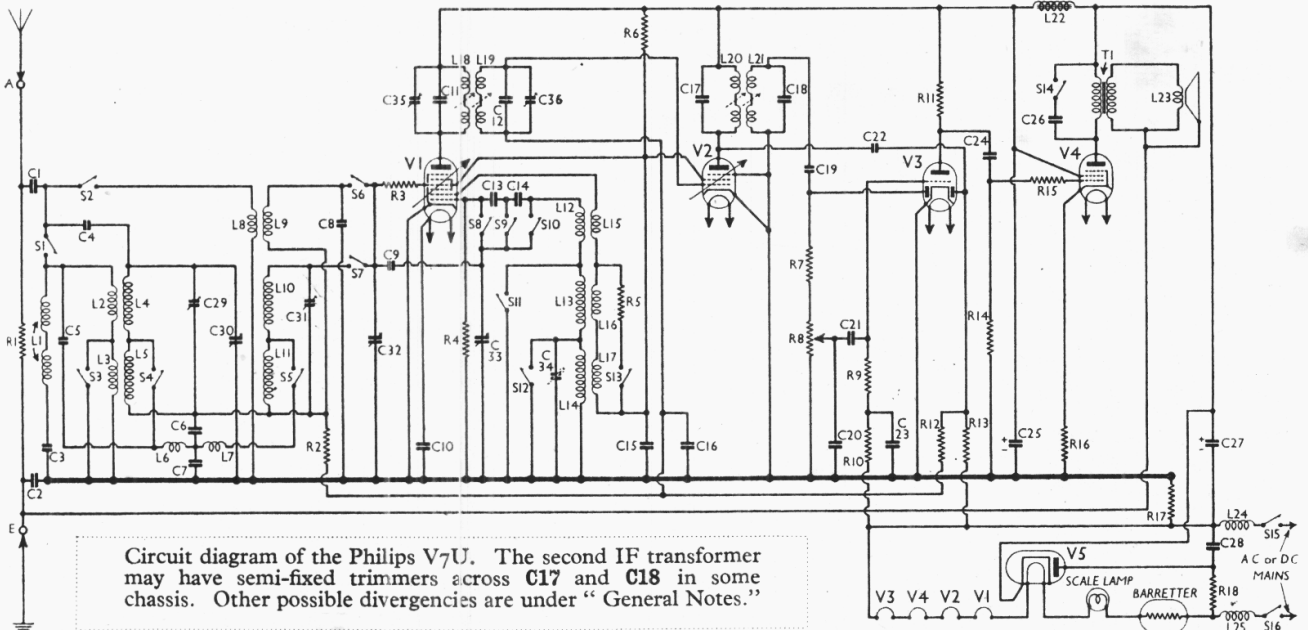 L22
R6
L18 L19
L20 L21
T1
A
C35
C11
C12
C36
C17
C18
R11
S14
C26
L23
C22
C24
C1
S2
V1
V2
C19
V3
V4
R3
S6
C13 C14
R15
L8
L9
C8
S8
S9
S10
L12
L15
C4
S1
S7
C9
R7
L2
L4
C29
L10
C31
S11
L13
R5
L16
R14
R1
L1
C5
C30
C32
R4
C33
R8
C21
L3
L5
S3
S4
L11
S5
S12
C34
L17
S13
L14
R9
C3
C6
L6
L7
C7
R2
C10
C15
C16
C20
R10
C23
R12
R13
C25
+
-
R16
C27
+
-
C2
R17
E
L24
S15
C28
V5
AC or DC
MAINS
SCALE LAMP
BARRETTER
R18
V3 V4 V2 V1
L25
S16
Circuit diagram of the Philips V7U. The second IF transformer
may have semi-fixed trimmers across C17 and C18 in some
chassis. Other possible divergencies are under “ General Notes.”